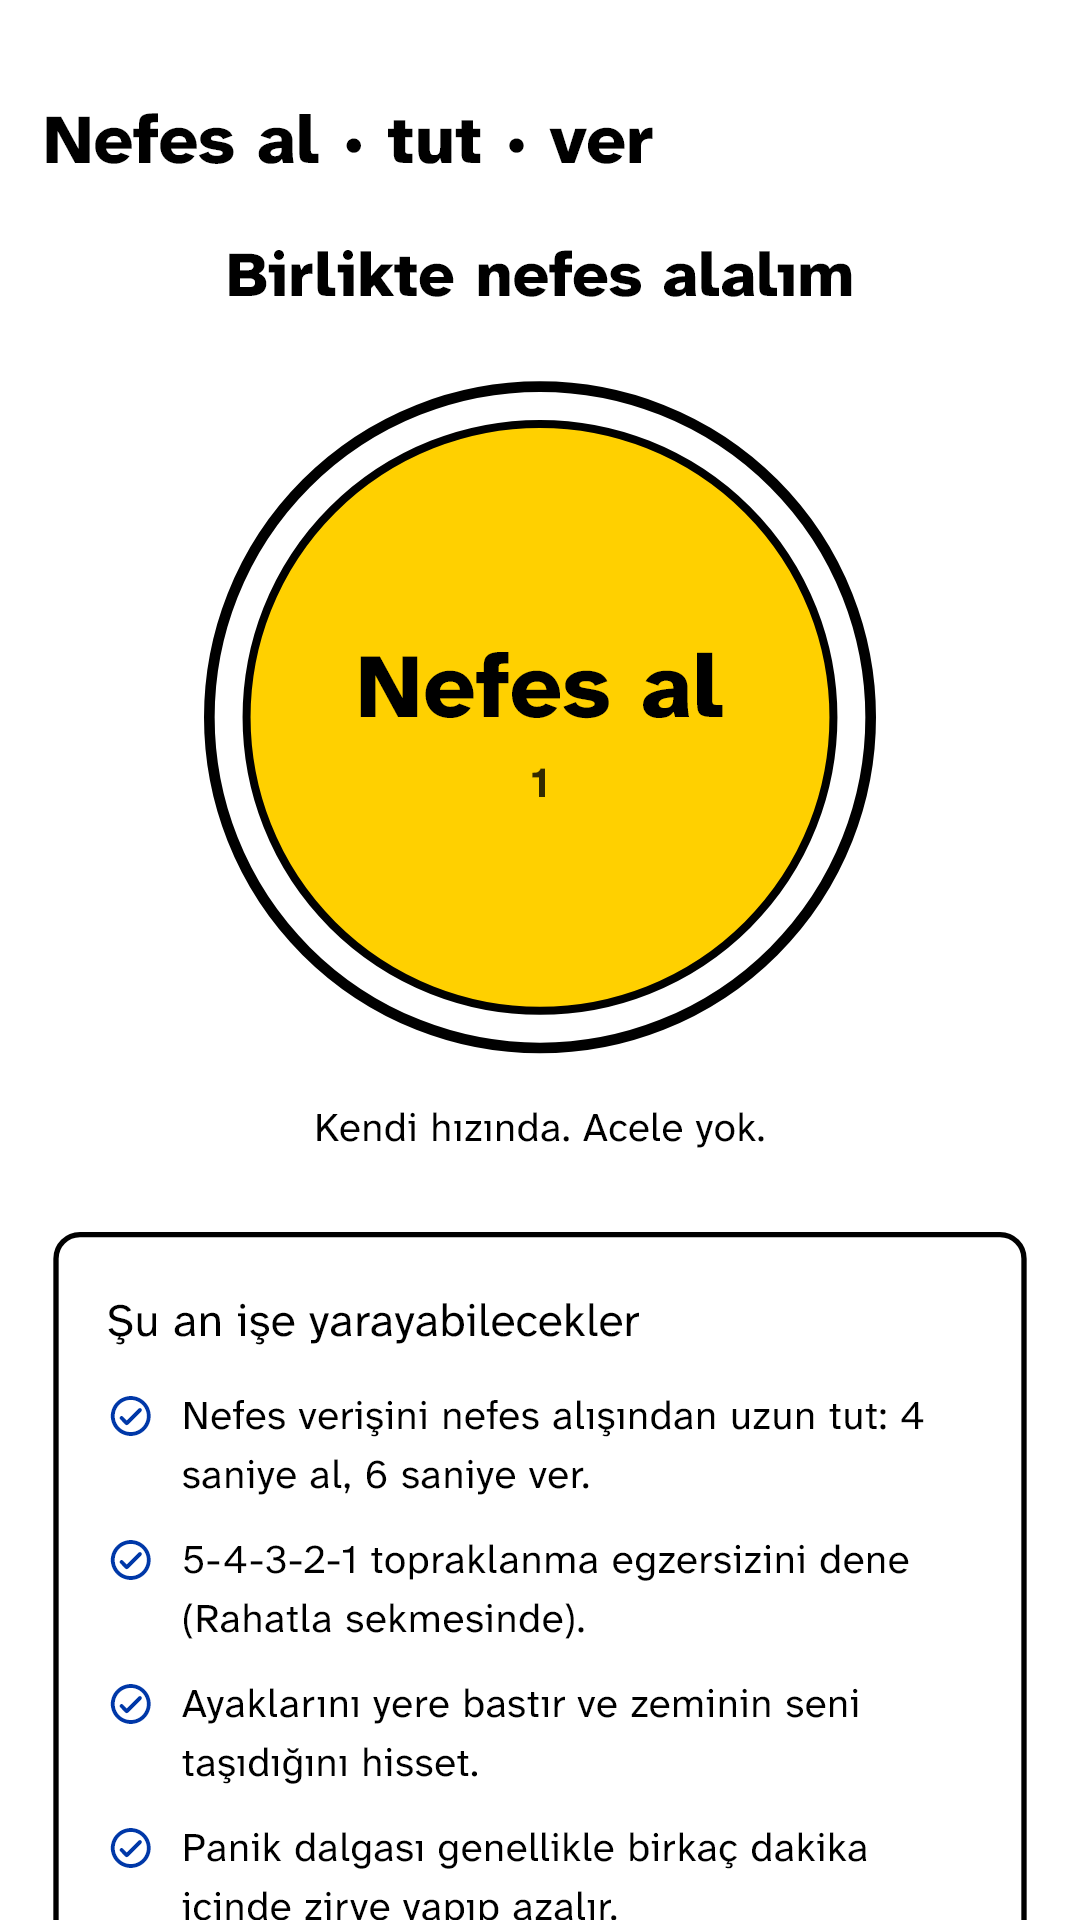 Nefes al • tut • ver
Birlikte nefes alalım
Nefes al
1
Kendi hızında. Acele yok.
Şu an işe yarayabilecekler
Nefes verişini nefes alışından uzun tut: 4
saniye al, 6 saniye ver.
5-4-3-2-1 topraklanma egzersizini dene
(Rahatla sekmesinde).
Ayaklarını yere bastır ve zeminin seni
taşıdığını hisset.
Panik dalgası genellikle birkaç dakika
içinde zirve yapıp azalır.